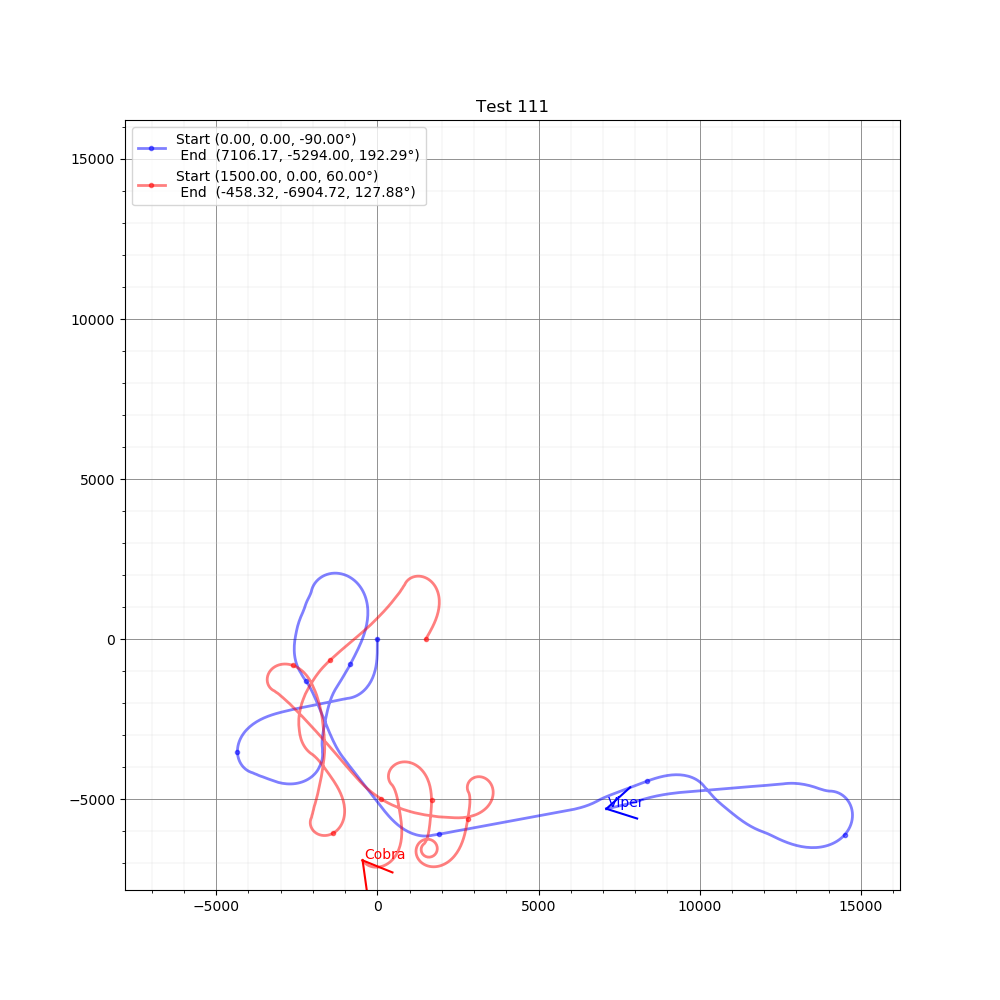 Test 111
Start (0.00, 0.00, -90.00°)
End  (7106.17, -5294.00, 192.29°)
Start (1500.00, 0.00, 60.00°)
End  (-458.32, -6904.72, 127.88°)
15000
10000
5000
0
−5000
Viper
Cobra
−5000
0
5000
10000
15000